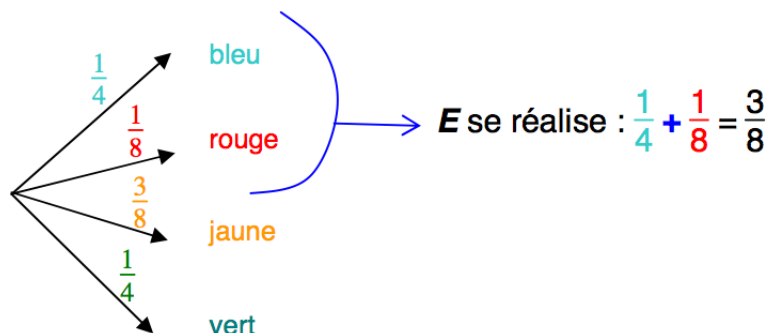 1/4 bleu
1/8 rouge
E se réalise : 1/4 + 1/8 = 3/8
3/8 jaune
1/4 vert